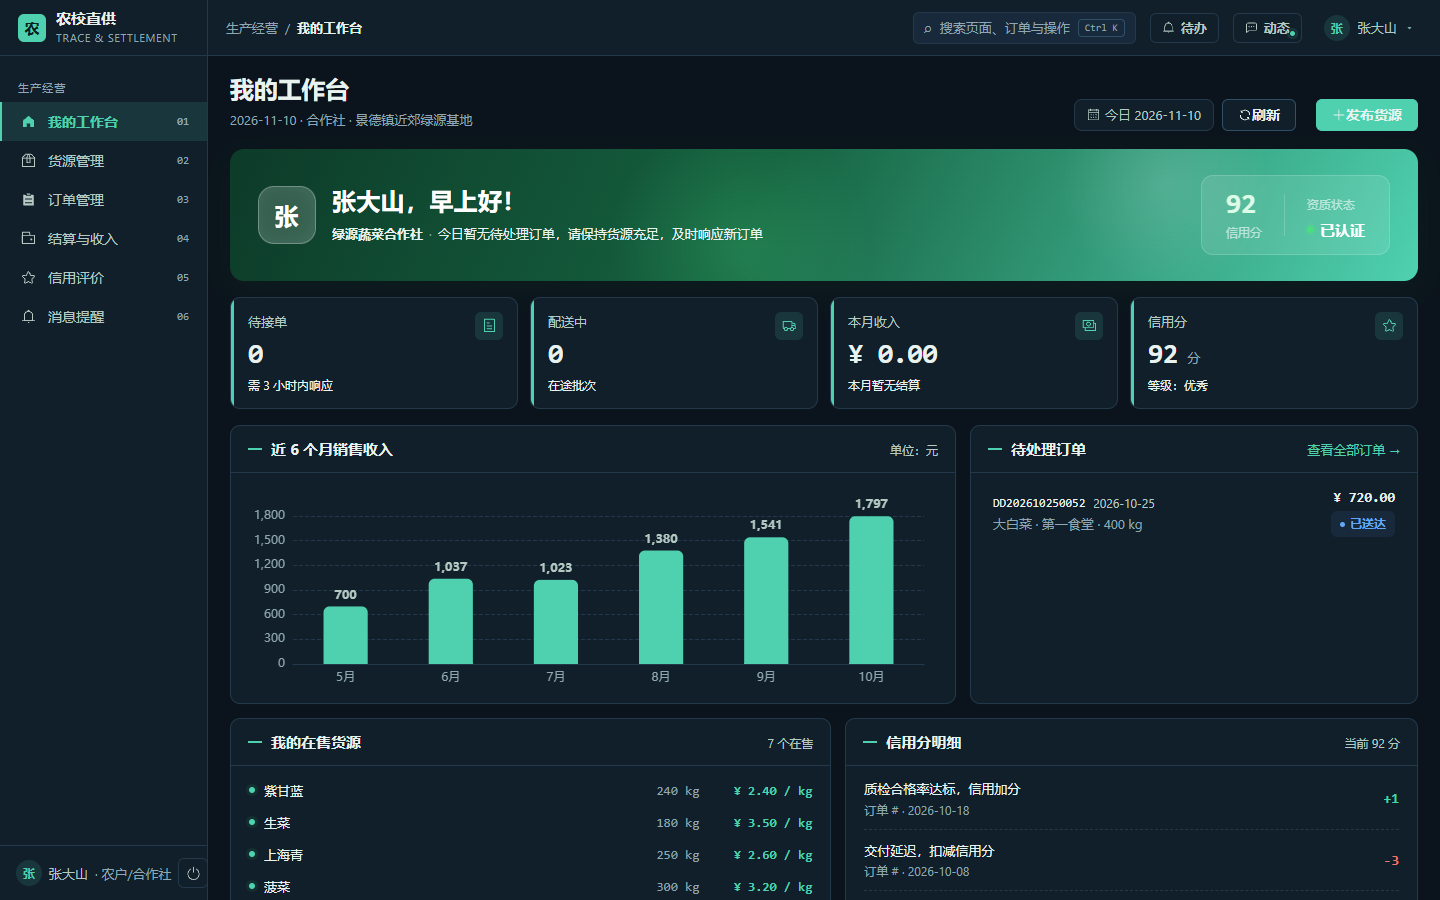 农
农校直供
TRACE & SETTLEMENT
生产经营 / 我的工作台
搜索页面、订单与操作 Ctrl K
待办
动态
张 张大山
生产经营
我的工作台 01
货源管理 02
订单管理 03
结算与收入 04
信用评价 05
消息提醒 06
张 张大山 · 农户/合作社
我的工作台
2026-11-10 · 合作社 · 景德镇近郊绿源基地
今日 2026-11-10
刷新
发布货源
张
张大山，早上好！
绿源蔬菜合作社 · 今日暂无待处理订单，请保持货源充足，及时响应新订单
92
信用分
资质状态
已认证
待接单
0
需 3 小时内响应
配送中
0
在途批次
本月收入
¥ 0.00
本月暂无结算
信用分
92 分
等级：优秀
近 6 个月销售收入
单位：元
1,800
1,500
1,200
900
600
300
0
700
1,037
1,023
1,380
1,541
1,797
5月
6月
7月
8月
9月
10月
待处理订单
查看全部订单 →
DD202610250052 2026-10-25
¥ 720.00
大白菜 · 第一食堂 · 400 kg
已送达
我的在售货源
7 个在售
紫甘蓝 240 kg ¥ 2.40 / kg
生菜 180 kg ¥ 3.50 / kg
上海青 250 kg ¥ 2.60 / kg
菠菜 300 kg ¥ 3.20 / kg
信用分明细
当前 92 分
质检合格率达标，信用加分
订单 # · 2026-10-18
+1
交付延迟，扣减信用分
订单 # · 2026-10-08
-3